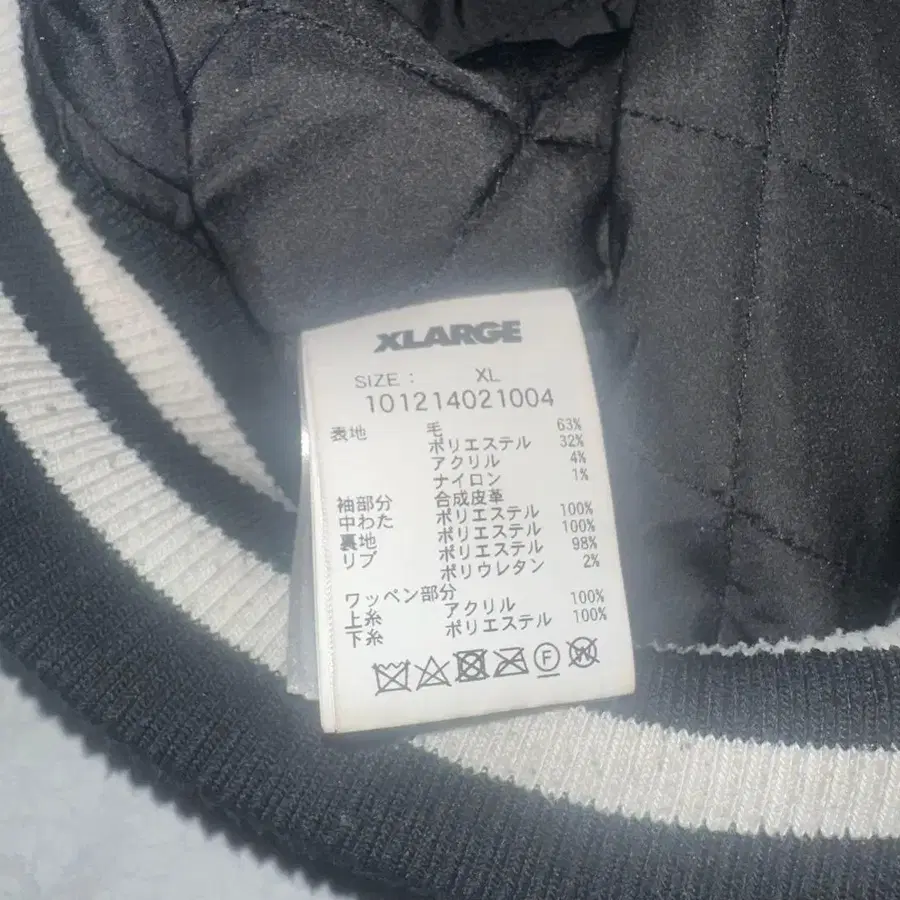 XLARGE
SIZE : XL
101214021004
表地 毛 63%
ポリエステル 32%
アクリル 4%
ナイロン 1%
袖部分 合成皮革
中わた ポリエステル 100%
裏地 ポリエステル 100%
リブ ポリエステル 98%
ポリウレタン 2%
ワッペン部分
上糸 アクリル 100%
下糸 ポリエステル 100%
F W